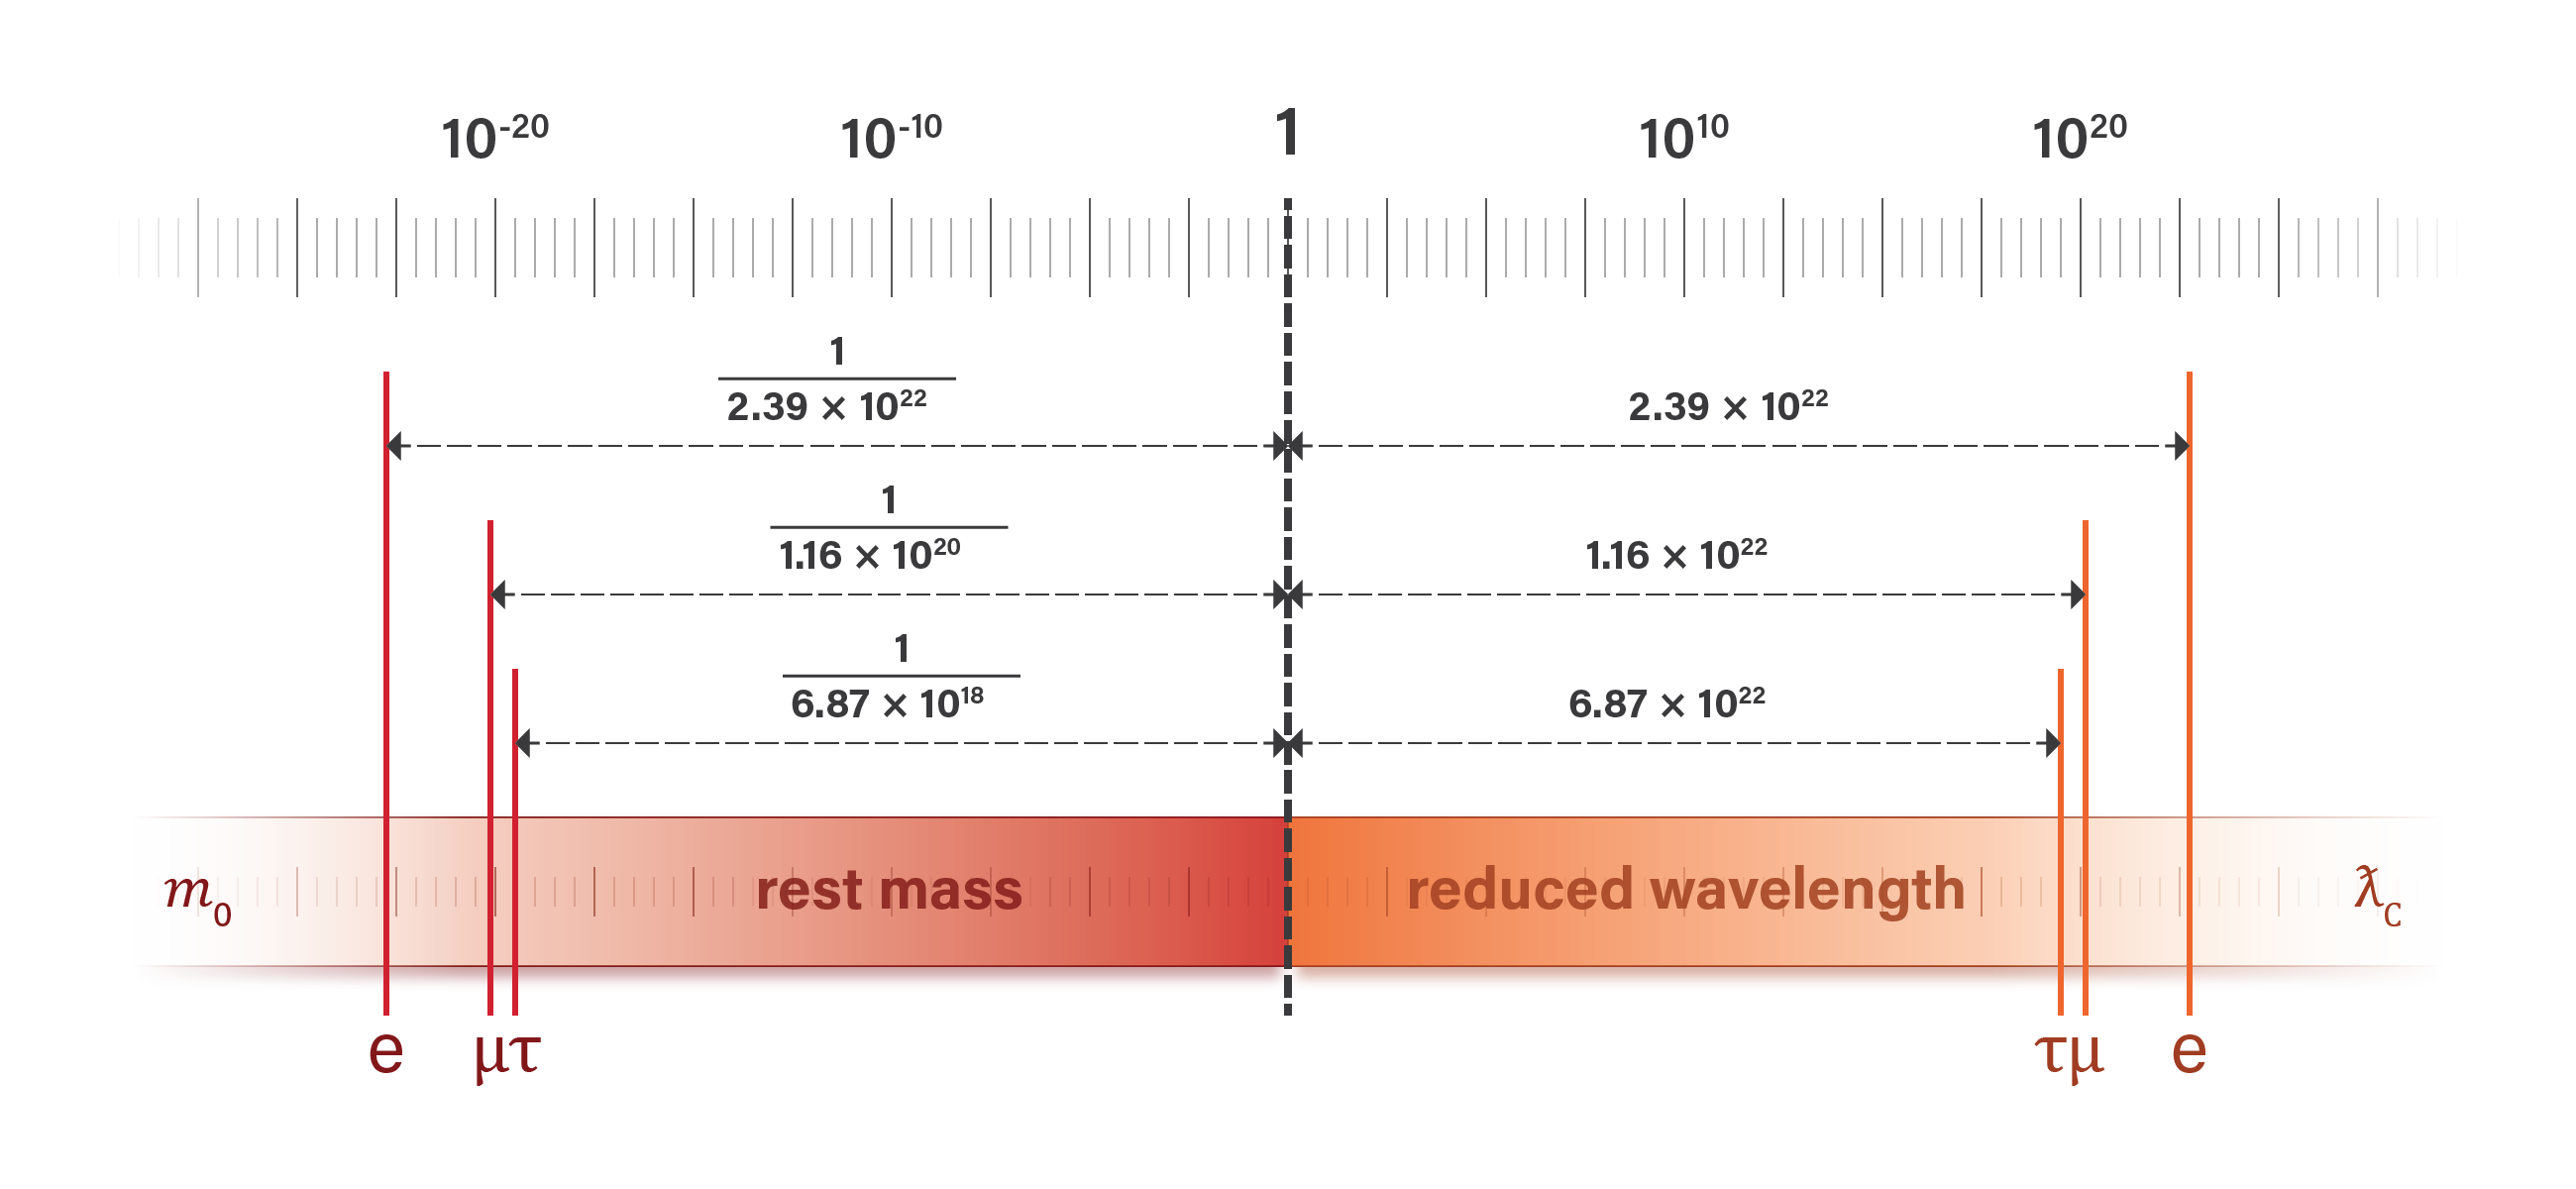 10⁻²⁰ 10⁻¹⁰ 1 10¹⁰ 10²⁰
1
2.39 × 10²² 2.39 × 10²²
1
1.16 × 10²⁰ 1.16 × 10²²
1
6.87 × 10¹⁸ 6.87 × 10²²
m₀ rest mass reduced wavelength ƛ_C
e μτ τμ e